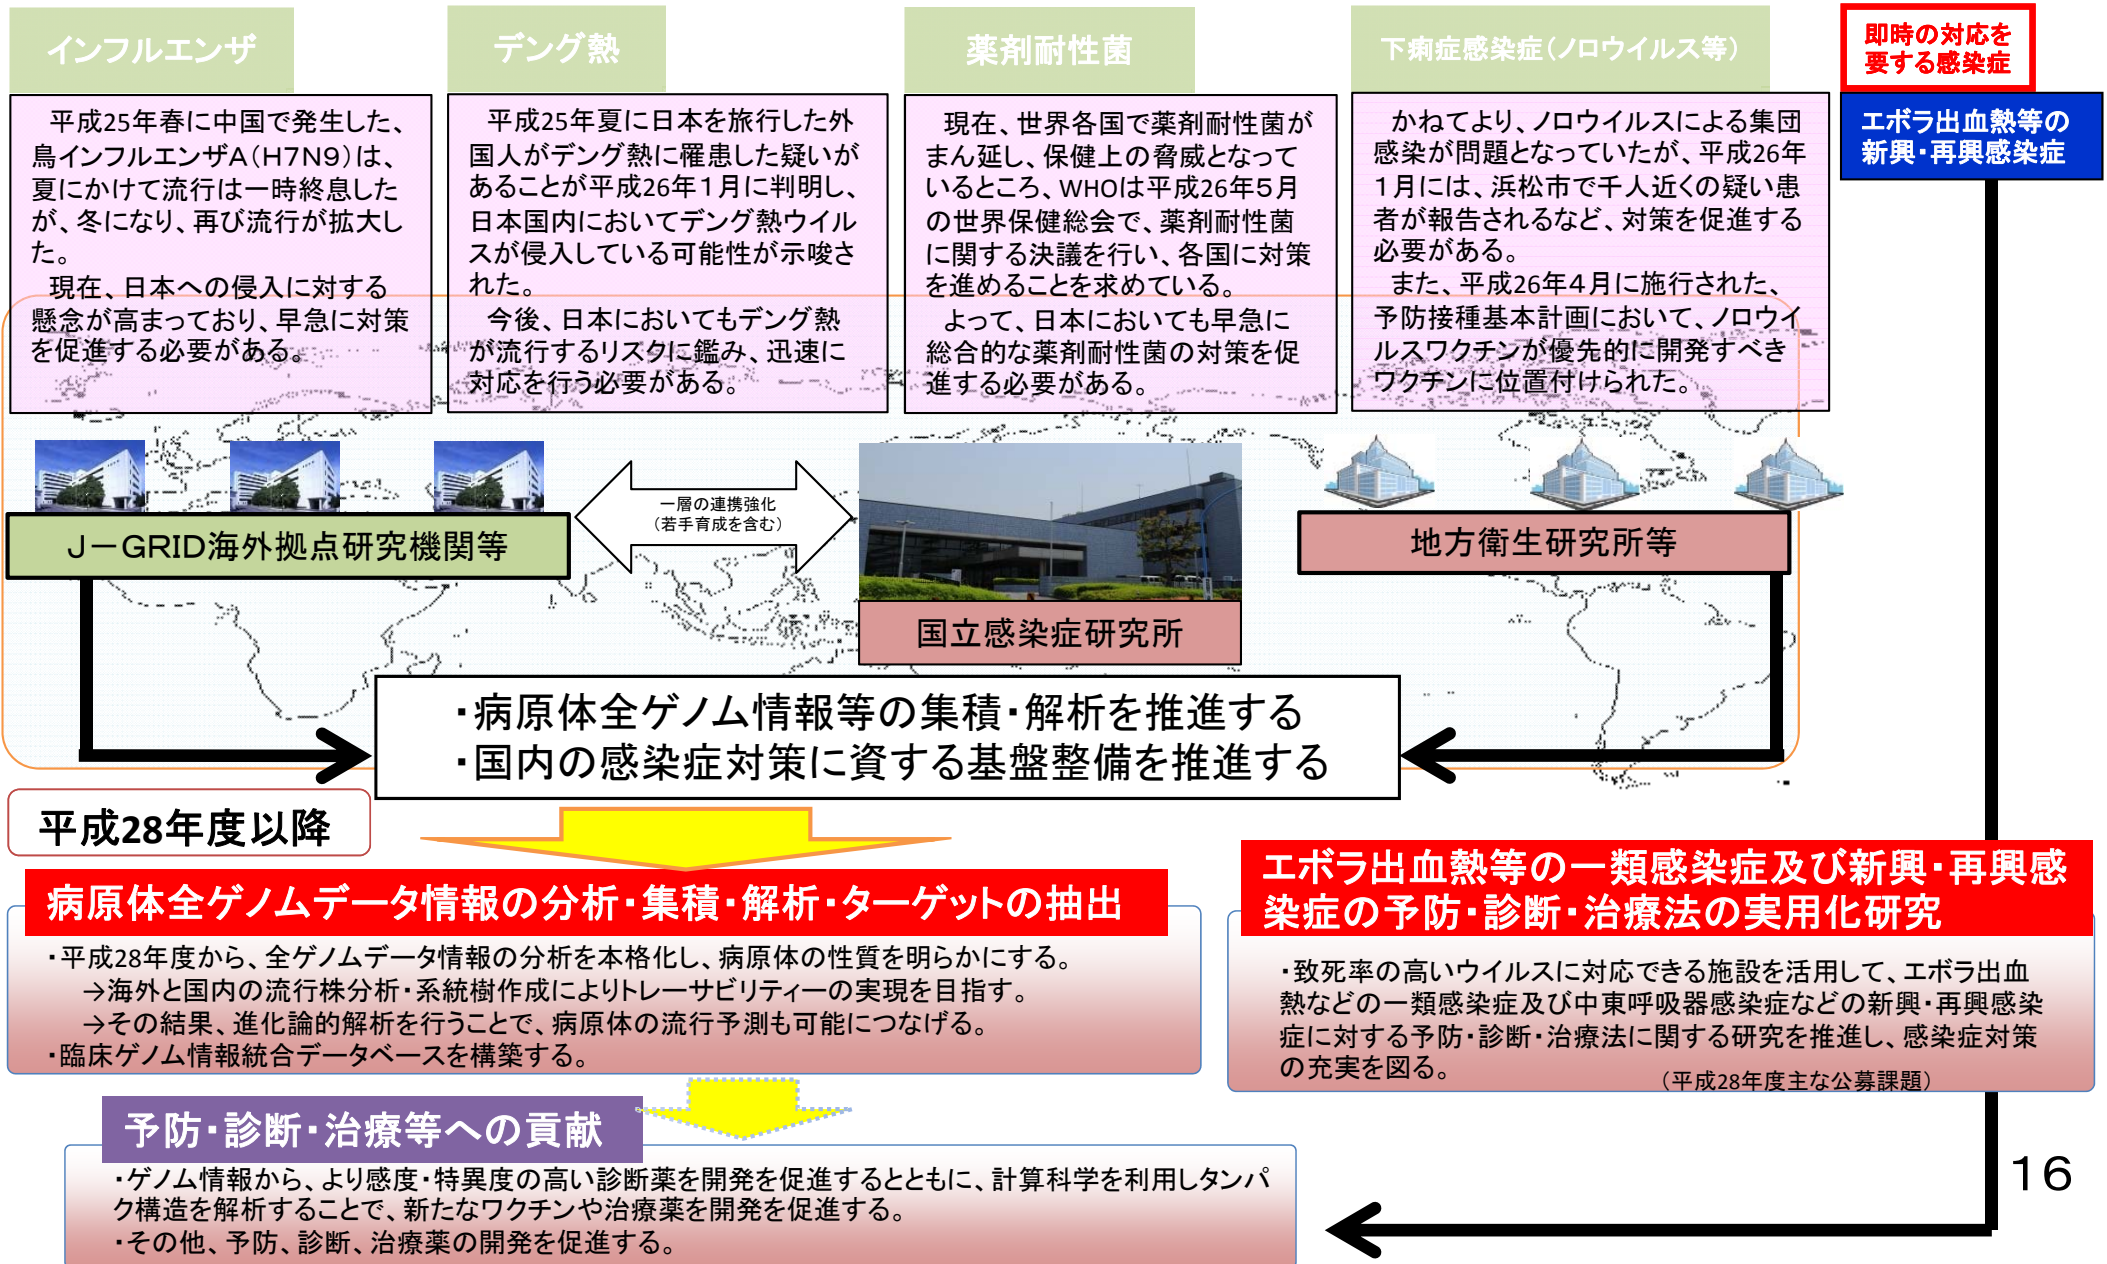 インフルエンザ
平成25年春に中国で発生した、
鳥インフルエンザA(H7N9)は、
夏にかけて流行は一時終息した
が、冬になり、再び流行が拡大し
た。
現在、日本への侵入に対する
懸念が高まっており、早急に対策
を促進する必要がある。
デング熱
平成25年夏に日本を旅行した外
国人がデング熱に罹患した疑いが
あることが平成26年1月に判明し、
日本国内においてデング熱ウイル
スが侵入している可能性が示唆さ
れた。
今後、日本においてもデング熱
が流行するリスクに鑑み、迅速に
対応を行う必要がある。
薬剤耐性菌
現在、世界各国で薬剤耐性菌が
まん延し、保健上の脅威となって
いるところ、WHOは平成26年5月
の世界保健総会で、薬剤耐性菌
に関する決議を行い、各国に対策
を進めることを求めている。
よって、日本においても早急に
総合的な薬剤耐性菌の対策を促
進する必要がある。
下痢症感染症(ノロウイルス等)
かねてより、ノロウイルスによる集団
感染が問題となっていたが、平成26年
1月には、浜松市で千人近くの疑い患
者が報告されるなど、対策を促進する
必要がある。
また、平成26年4月に施行された、
予防接種基本計画において、ノロウイ
ルスワクチンが優先的に開発すべき
ワクチンに位置付けられた。
即時の対応を
要する感染症
エボラ出血熱等の
新興・再興感染症
J-GRID海外拠点研究機関等
一層の連携強化
(若手育成を含む)
国立感染症研究所
地方衛生研究所等
・病原体全ゲノム情報等の集積・解析を推進する
・国内の感染症対策に資する基盤整備を推進する
平成28年度以降
病原体全ゲノムデータ情報の分析・集積・解析・ターゲットの抽出
・平成28年度から、全ゲノムデータ情報の分析を本格化し、病原体の性質を明らかにする。
→海外と国内の流行株分析・系統樹作成によりトレーサビリティーの実現を目指す。
→その結果、進化論的解析を行うことで、病原体の流行予測も可能につなげる。
・臨床ゲノム情報統合データベースを構築する。
エボラ出血熱等の一類感染症及び新興・再興感
染症の予防・診断・治療法の実用化研究
・致死率の高いウイルスに対応できる施設を活用して、エボラ出血
熱などの一類感染症及び中東呼吸器感染症などの新興・再興感染
症に対する予防・診断・治療法に関する研究を推進し、感染症対策
の充実を図る。
(平成28年度主な公募課題)
予防・診断・治療等への貢献
・ゲノム情報から、より感度・特異度の高い診断薬を開発を促進するとともに、計算科学を利用しタンパ
ク構造を解析することで、新たなワクチンや治療薬を開発を促進する。
・その他、予防、診断、治療薬の開発を促進する。
16